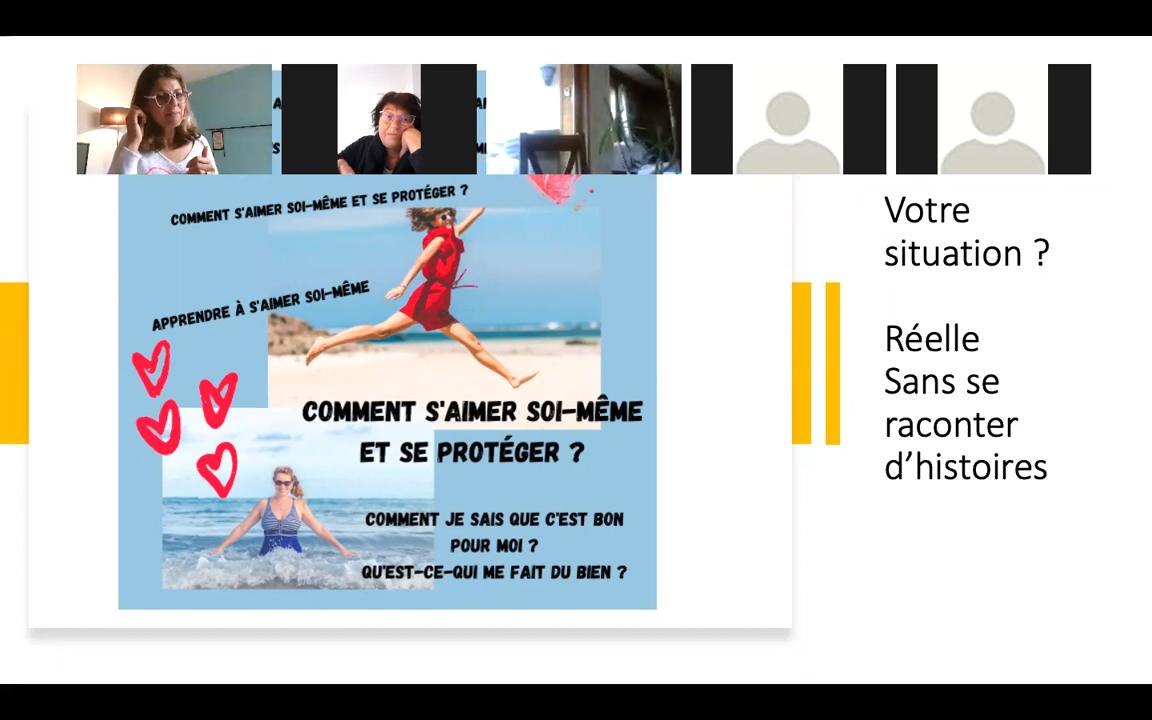 COMMENT S'AIMER SOI-MÊME ET SE PROTÉGER ?
APPRENDRE À S'AIMER SOI-MÊME
COMMENT S'AIMER SOI-MÊME
ET SE PROTÉGER ?
COMMENT JE SAIS QUE C'EST BON
POUR MOI ?
QU'EST-CE-QUI ME FAIT DU BIEN ?
Votre
situation ?
Réelle
Sans se
raconter
d’histoires